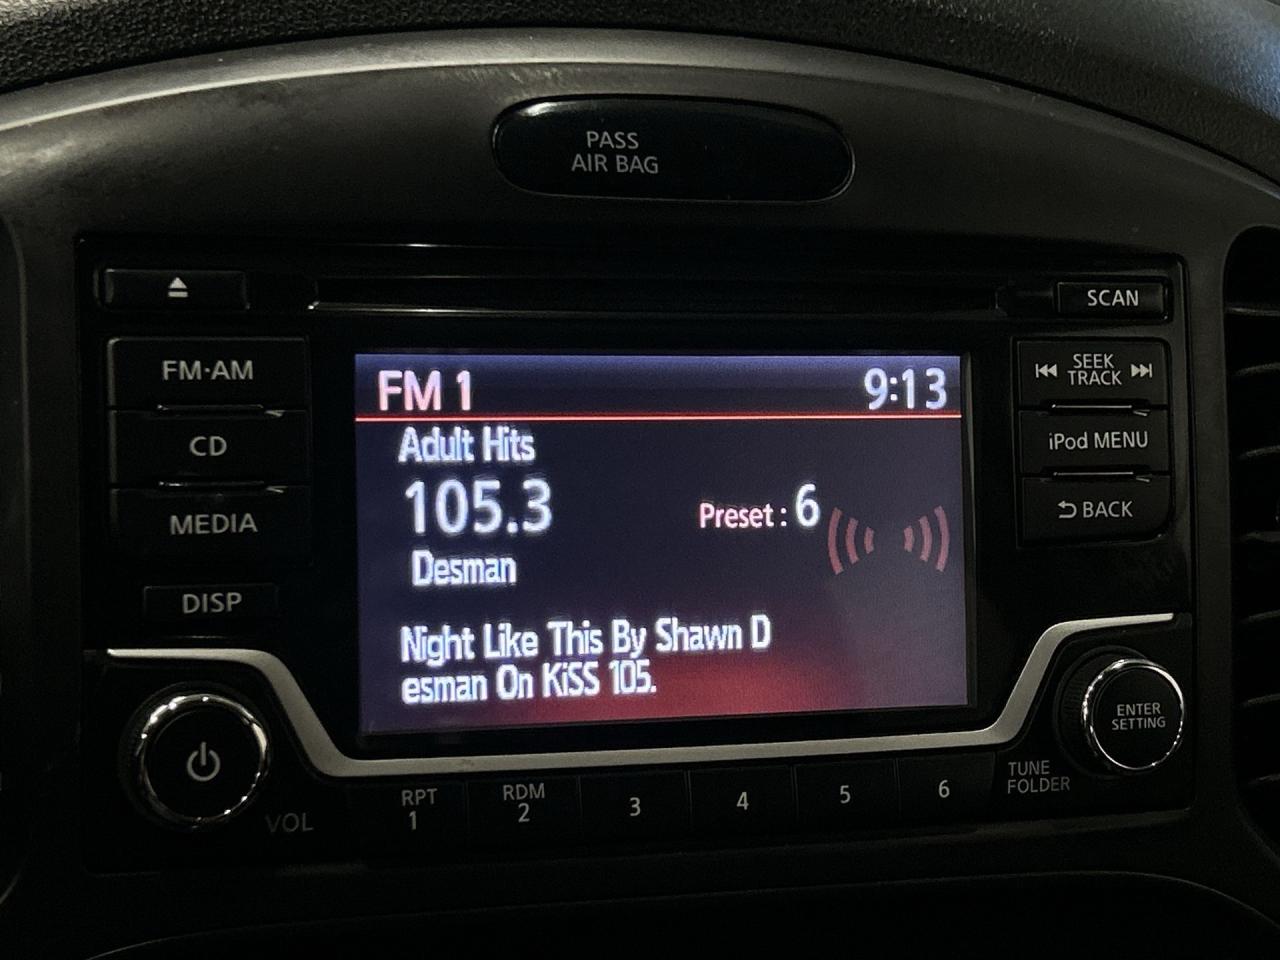 PASS
AIR BAG
SCAN
FM·AM
CD
MEDIA
DISP
FM 1 9:13
Adult Hits
105.3
Preset : 6
Desman
Night Like This By Shawn D
esman On KiSS 105.
SEEK
TRACK
iPod MENU
BACK
ENTER
SETTING
VOL
RPT
1
RDM
2
3
4
5
6
TUNE
FOLDER